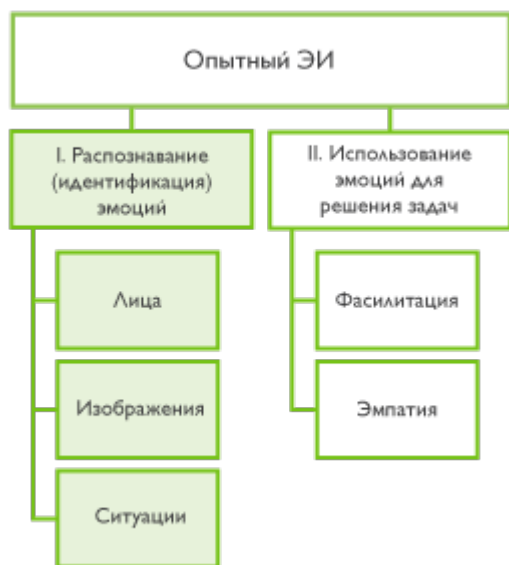 Опытный ЭИ
I. Распознавание
(идентификация)
эмоций
II. Использование
эмоций для
решения задач
Лица
Фасилитация
Изображения
Эмпатия
Ситуации